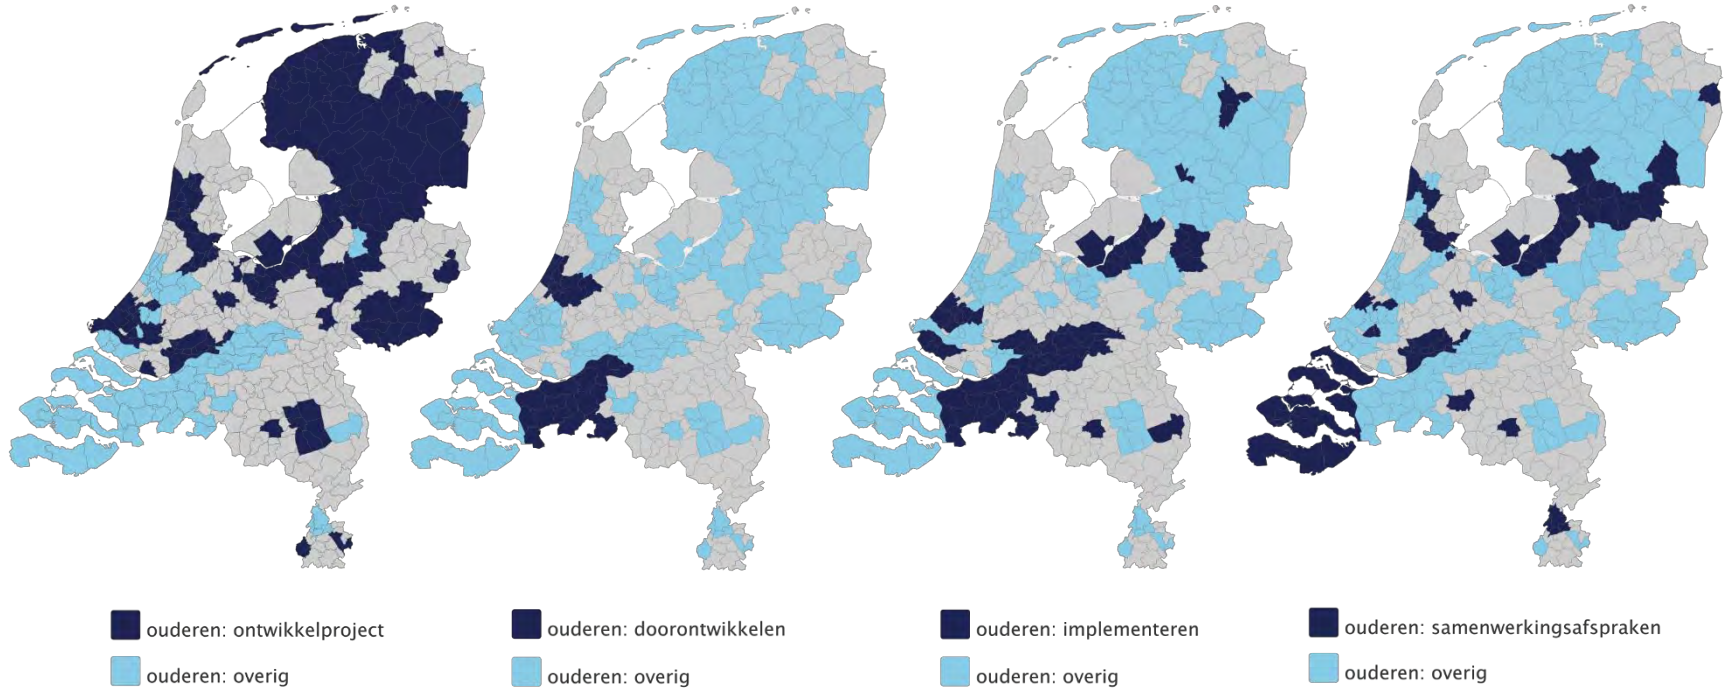 ouderen: ontwikkelproject
ouderen: overig
ouderen: doorontwikkelen
ouderen: overig
ouderen: implementeren
ouderen: overig
ouderen: samenwerkingsafspraken
ouderen: overig